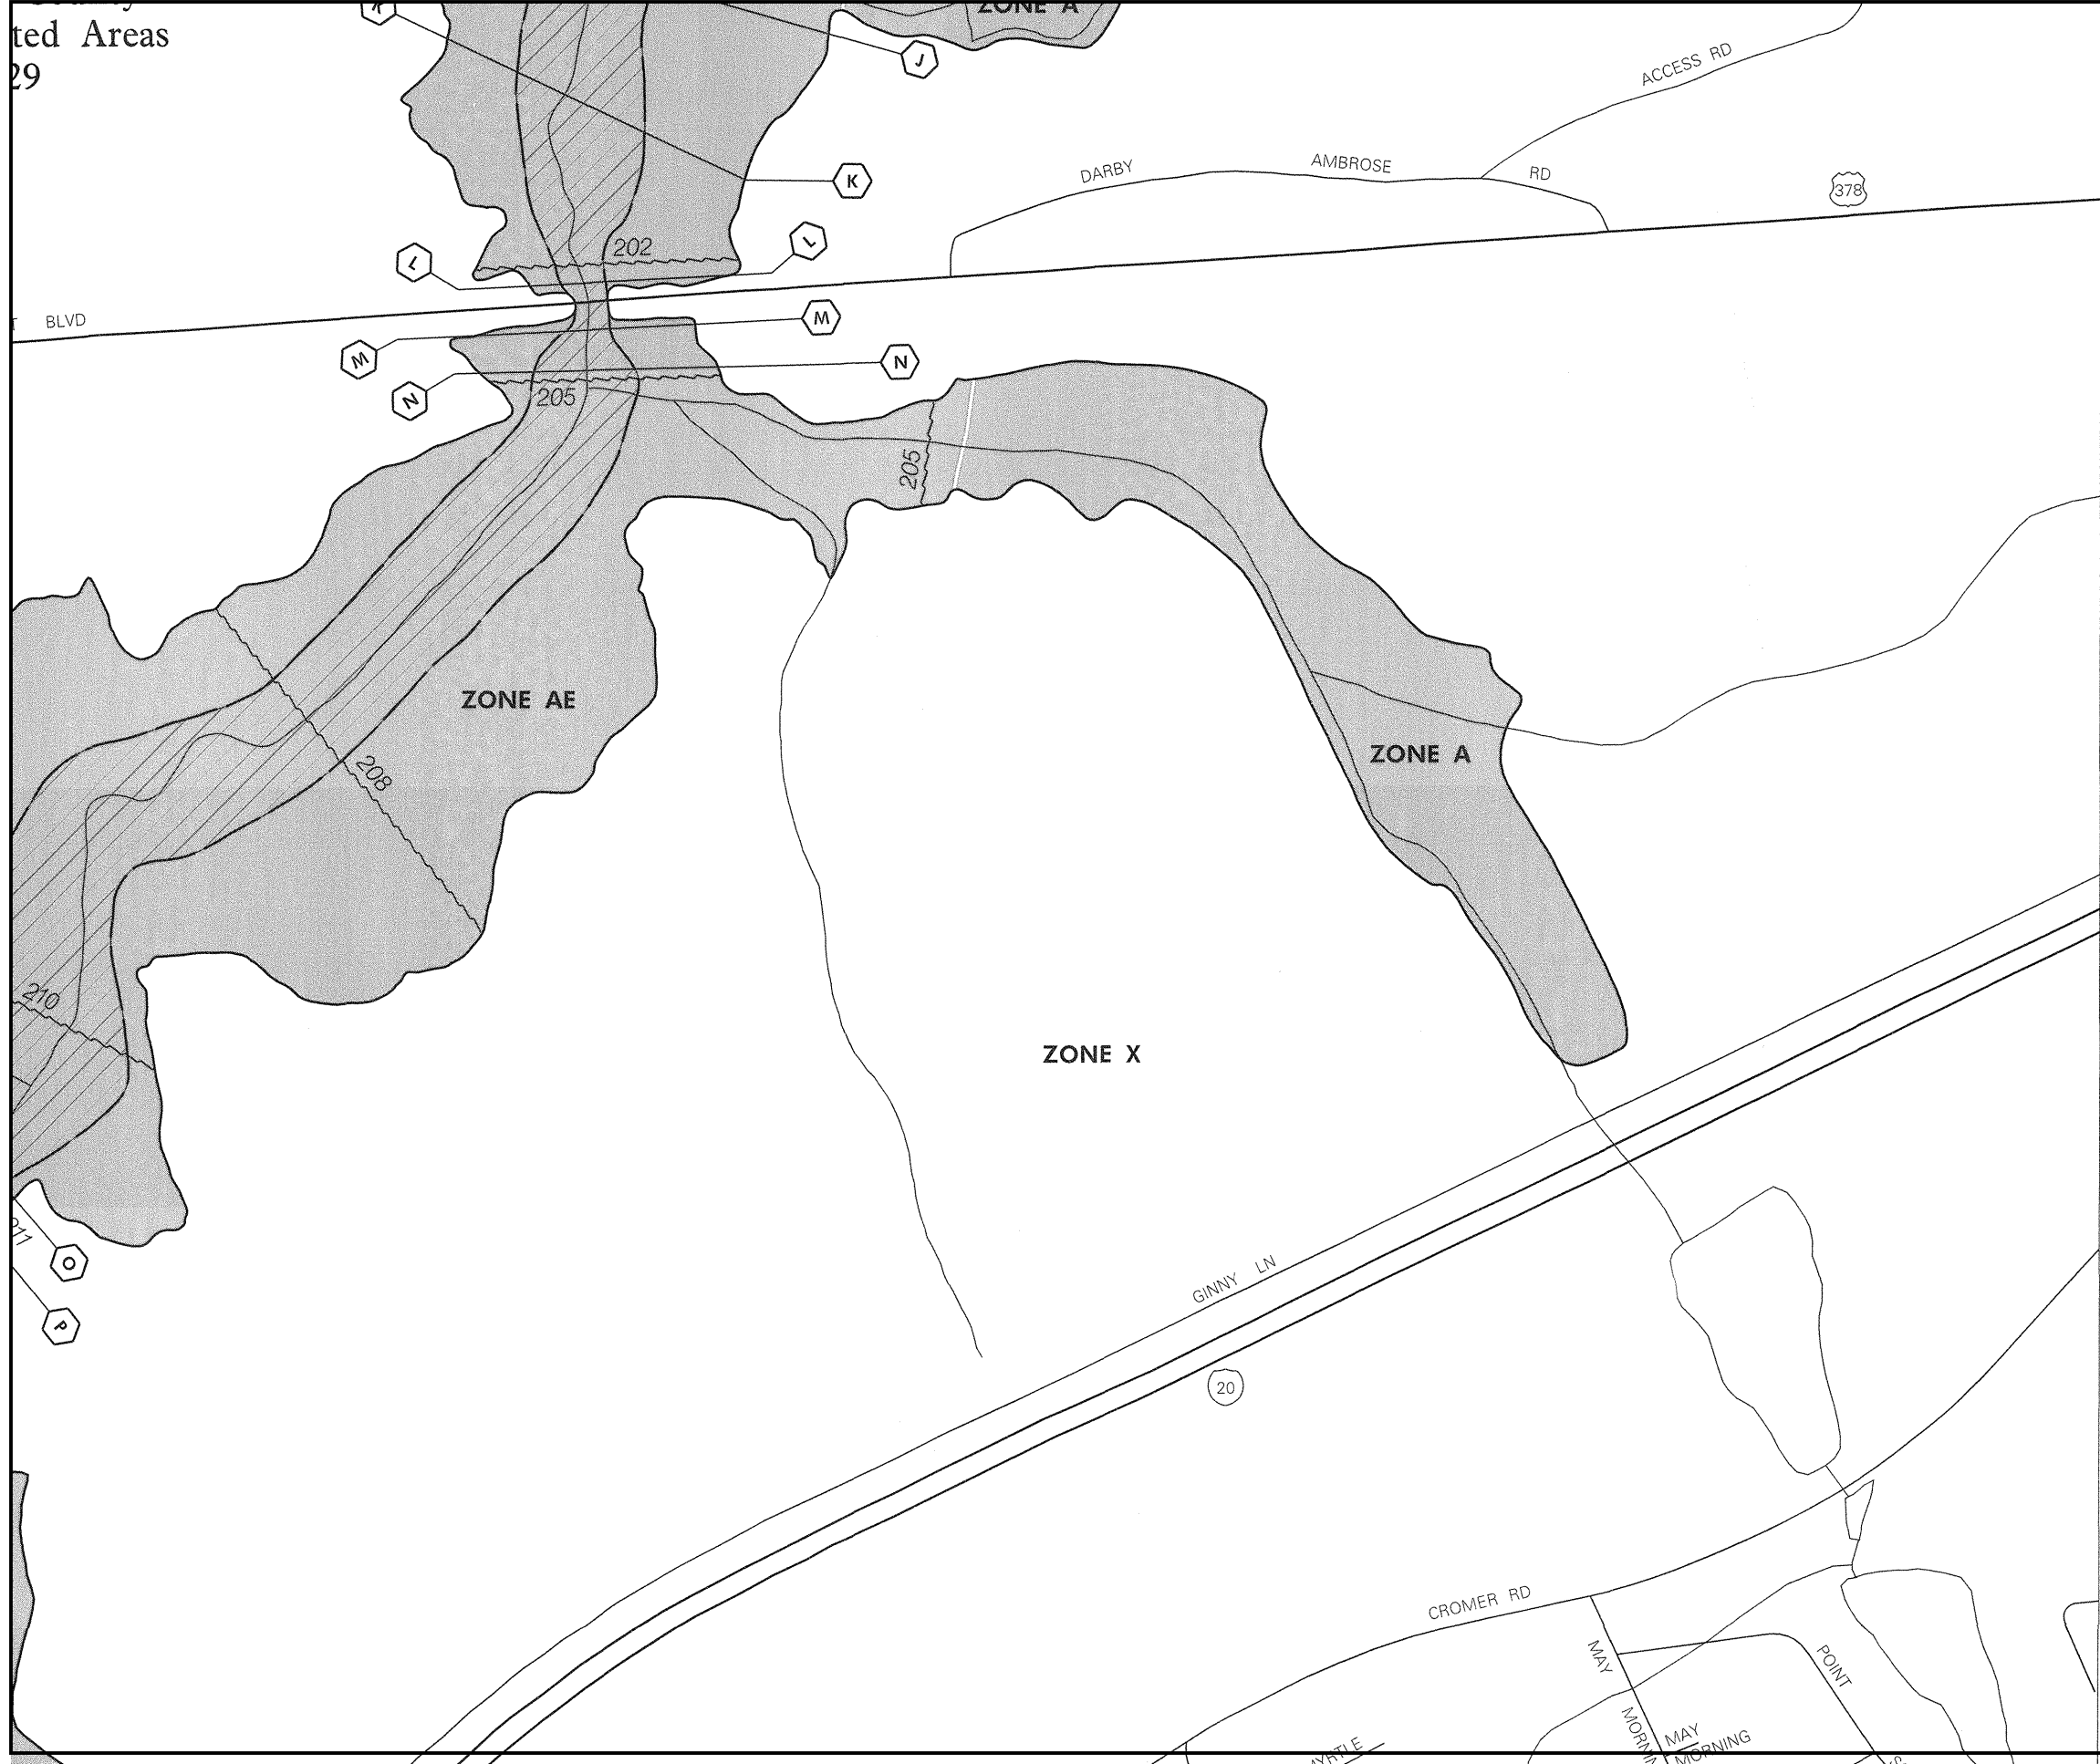 ted Areas
29
ZONE A
J
ACCESS RD
K
DARBY AMBROSE RD
378
L
202
L
BLVD
M
M
N
N
205
205
ZONE AE
208
ZONE A
210
ZONE X
O
P
GINNY LN
20
CROMER RD
MAY
POINT
MAY
MORNING